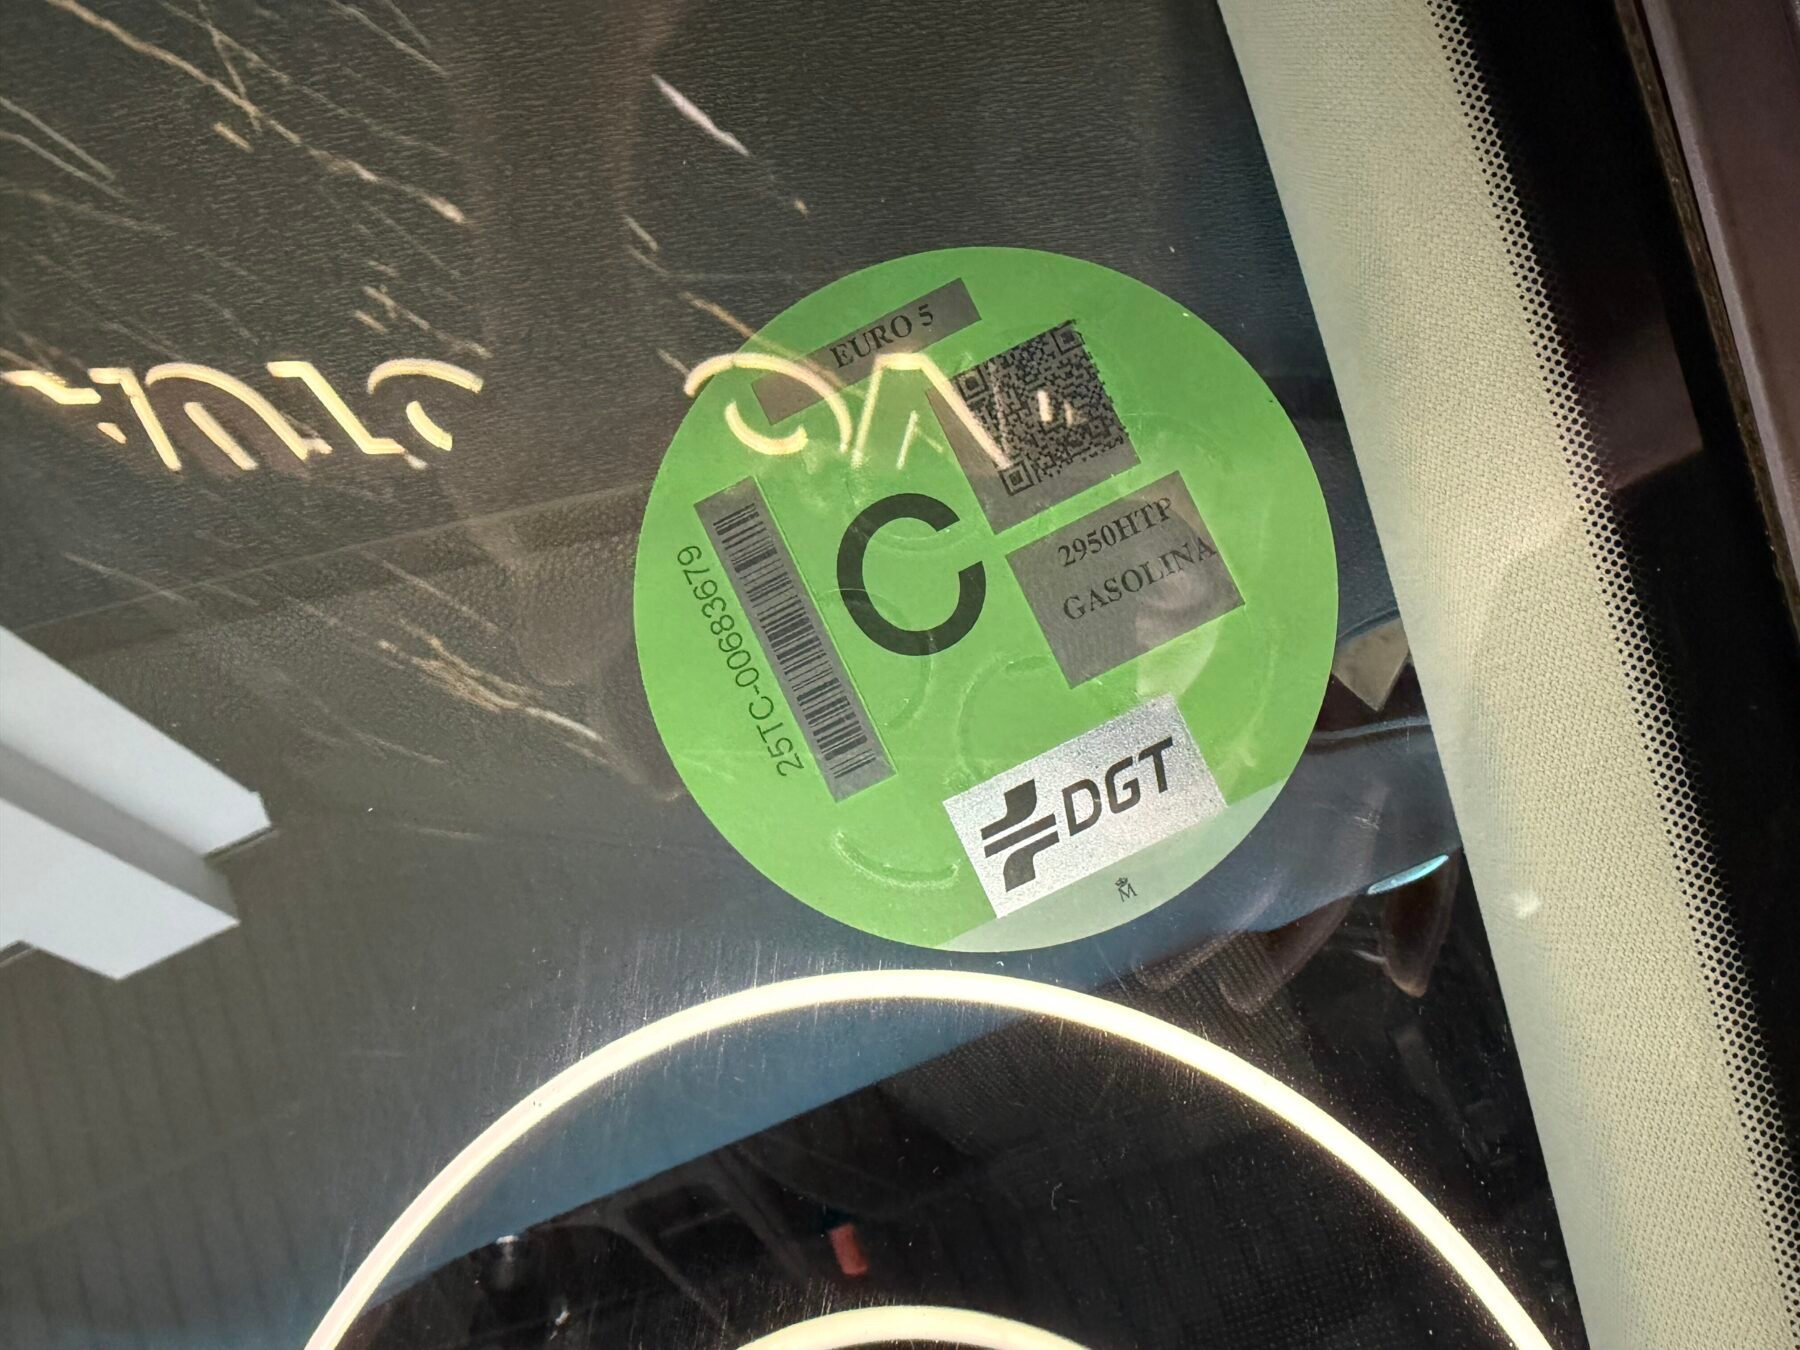 EURO 5
C
2950HTP
GASOLINA
25TC-00683679
DGT
M